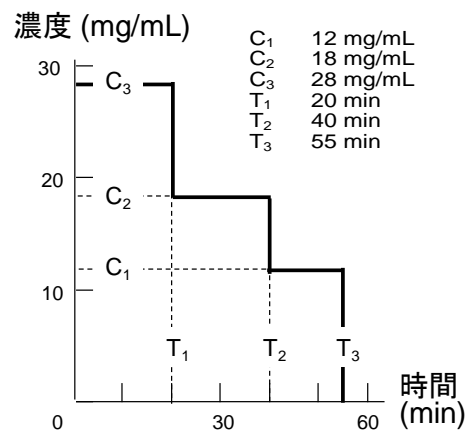 濃度 (mg/mL)
C₁ 12 mg/mL
C₂ 18 mg/mL
C₃ 28 mg/mL
T₁ 20 min
T₂ 40 min
T₃ 55 min
30
C₃
20
C₂
C₁
10
T₁ T₂ T₃
0 30 60
時間
(min)